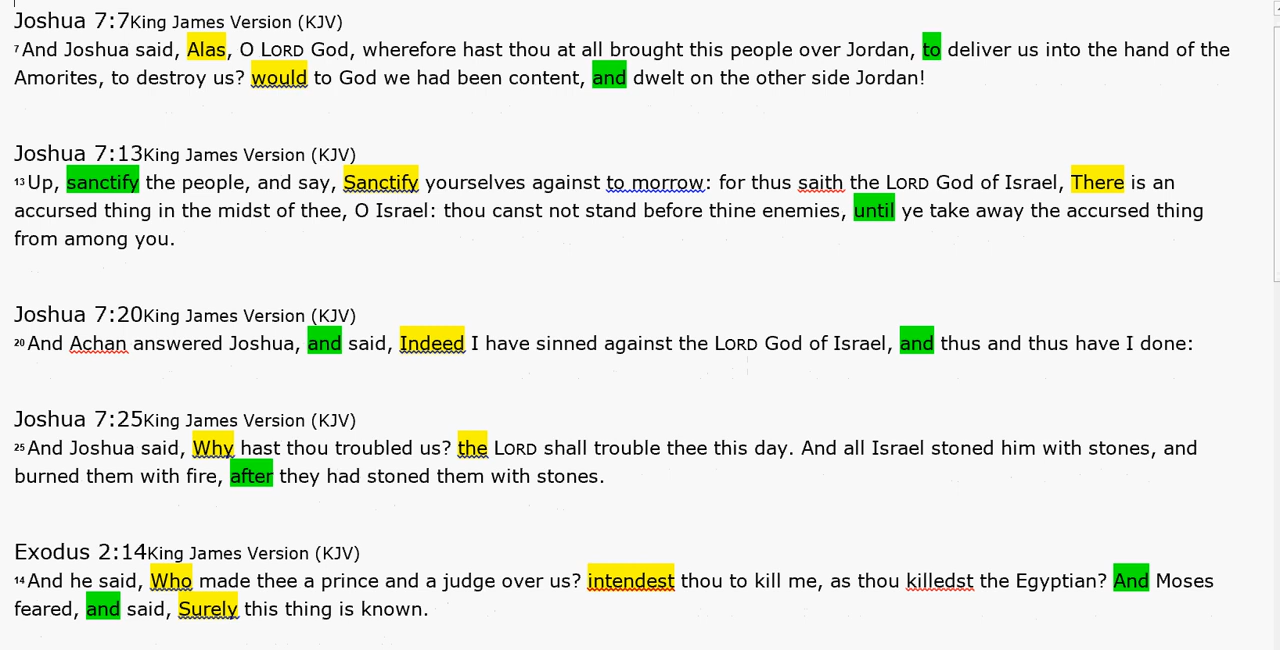 Joshua 7:7King James Version (KJV)
7 And Joshua said, Alas, O LORD God, wherefore hast thou at all brought this people over Jordan, to deliver us into the hand of the
Amorites, to destroy us? would to God we had been content, and dwelt on the other side Jordan!
Joshua 7:13King James Version (KJV)
13 Up, sanctify the people, and say, Sanctify yourselves against to morrow: for thus saith the LORD God of Israel, There is an
accursed thing in the midst of thee, O Israel: thou canst not stand before thine enemies, until ye take away the accursed thing
from among you.
Joshua 7:20King James Version (KJV)
20 And Achan answered Joshua, and said, Indeed I have sinned against the LORD God of Israel, and thus and thus have I done:
Joshua 7:25King James Version (KJV)
25 And Joshua said, Why hast thou troubled us? the LORD shall trouble thee this day. And all Israel stoned him with stones, and
burned them with fire, after they had stoned them with stones.
Exodus 2:14King James Version (KJV)
14 And he said, Who made thee a prince and a judge over us? intendest thou to kill me, as thou killedst the Egyptian? And Moses
feared, and said, Surely this thing is known.